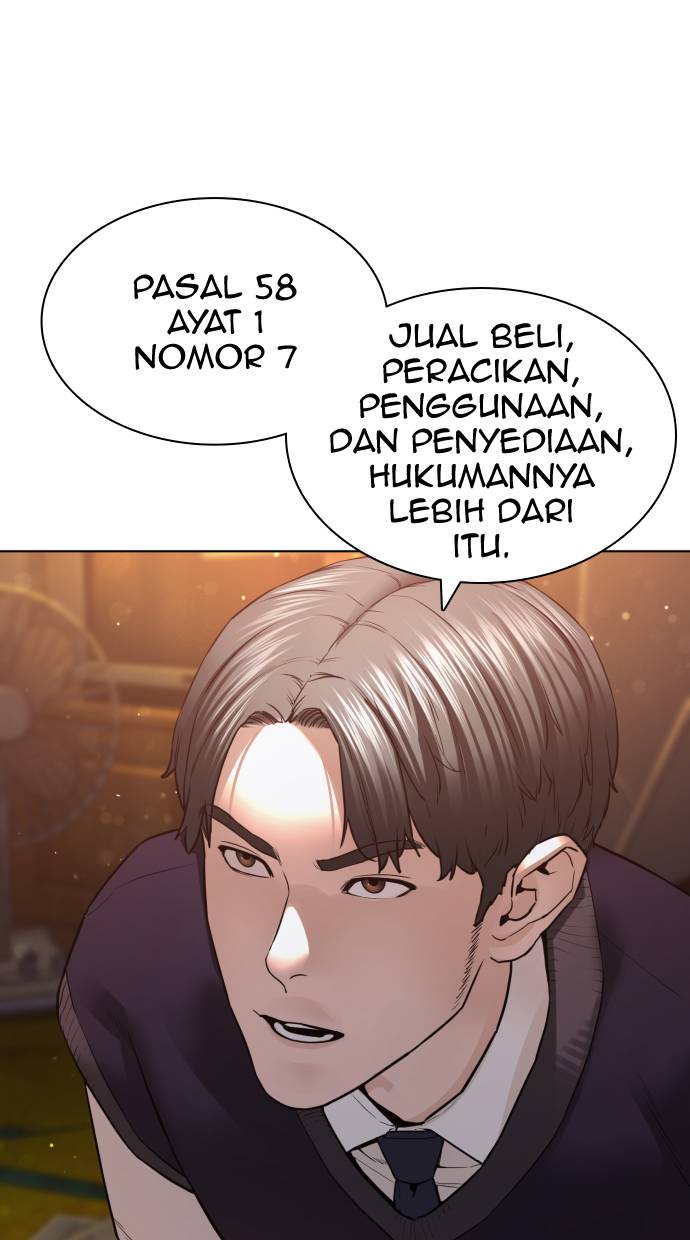 PASAL 58
AYAT 1
NOMOR 7
JUAL BELI,
PERACIKAN,
PENGGUNAAN,
DAN PENYEDIAAN,
HUKUMANNYA
LEBIH DARI
ITU.